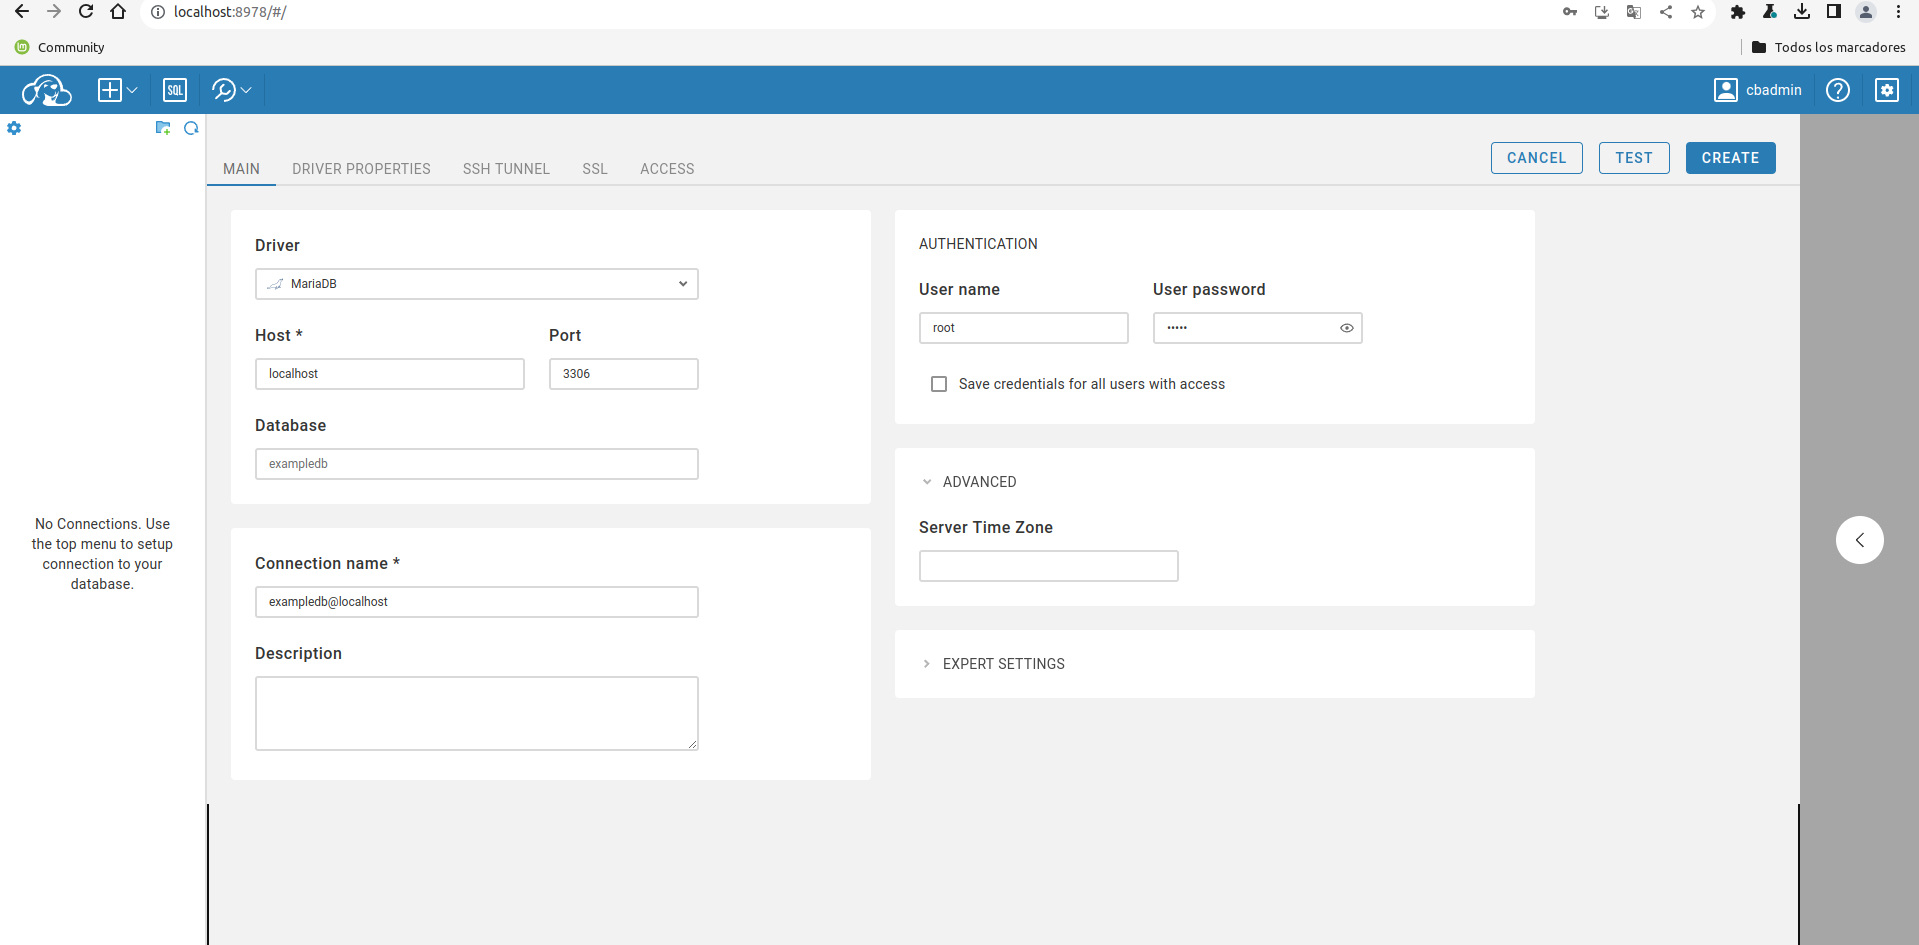 localhost:8978/#/
Community
Todos los marcadores
SQL
cbadmin
MAIN
DRIVER PROPERTIES
SSH TUNNEL
SSL
ACCESS
CANCEL
TEST
CREATE
No Connections. Use
the top menu to setup
connection to your
database.
Driver
MariaDB
Host *
Port
localhost
3306
Database
exampledb
Connection name *
exampledb@localhost
Description
AUTHENTICATION
User name
User password
root
•••••
Save credentials for all users with access
ADVANCED
Server Time Zone
EXPERT SETTINGS